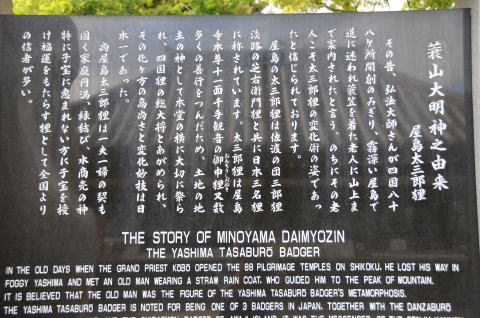 蓑山大明神之由来
屋島太三郎狸
その昔、弘法大師さんが四国八十
八ケ所開創のみぎり、霧深い屋島で
道に迷われ蓑笠を着た老人に山上ま
で案内されたと言う。のちにその老
人こそ太三郎狸の変化術の姿であっ
たと信じられております。
屋島の太三郎狸は佐渡の団三郎狸
淡路の芝右衛門狸と共に日本三名狸
に称されています。太三郎狸は屋島
寺本尊十一面千手観音の御申狸又数
多くの善行をつんだため、土地の地
主の神として本堂の横に大切に祭ら
れ、四国狸の総大将とあがめられ、
その化け方の高尚さと変化妙技は日
本一であった。
尚屋島太三郎狸は一夫一婦の契も
固く家庭円満、縁結び、水商売の神
特に子宝に恵まれない方に子宝を授
け福運をもたらす狸として全国より
の信者が多い。
THE STORY OF MINOYAMA DAIMYOZIN
THE YASHIMA TASABURŌ BADGER
IN THE OLD DAYS WHEN THE GRAND PRIEST KŌBŌ OPENED THE 88 PILGRIMAGE TEMPLES ON SHIKOKU. HE LOST HIS WAY IN
FOGGY YASHIMA AND MET AN OLD MAN WEARING A STRAW RAIN COAT. WHO GUIDED HIM TO THE PEAK OF MOUNTAIN.
IT IS BELIEVED THAT THE OLD MAN WAS THE FIGURE OF THE YASHIMA TASABURŌ BADGER'S METAMORPHOSIS.
THE YASHIMA TASABURŌ BADGER IS NOTED FOR BEING ONE OF 3 BADGERS IN JAPAN. TOGETHER WITH THE DANZABURO